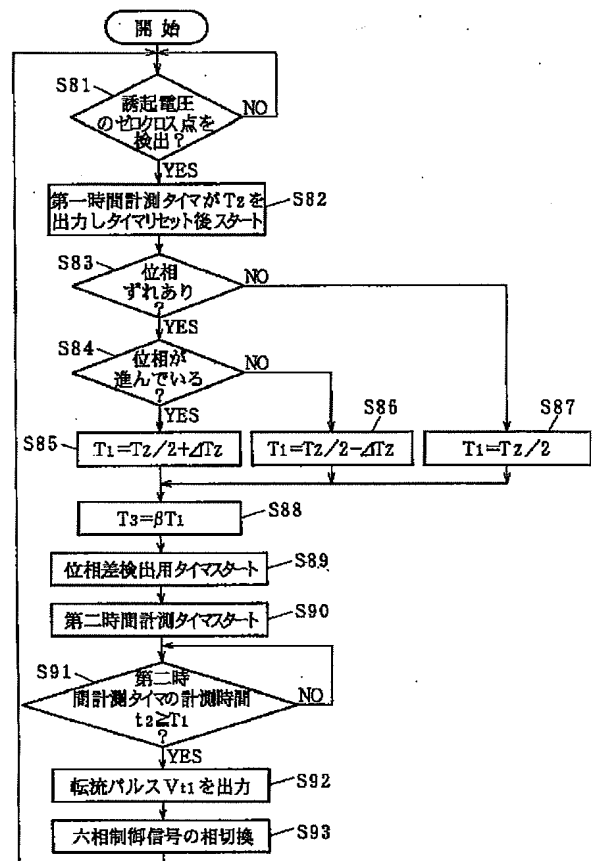 開 始
S81
誘起電圧
のゼロクロス点を
検出?
NO
YES
第一時間計測タイマがTzを
出力しタイマリセット後スタート
S82
S83
位相
ずれあり
?
NO
YES
S84
位相が
進んでいる
?
NO
YES
S86
S87
S85
T1=Tz/2+ΔTz
T1=Tz/2-ΔTz
T1=Tz/2
T3=βT1
S88
位相差検出用タイマスタート
S89
第二時間計測タイマスタート
S90
S91
第二時
間計測タイマの計測時間
t2≧T1
?
NO
YES
転流パルスVt1を出力
S92
六相制御信号の相切換
S93